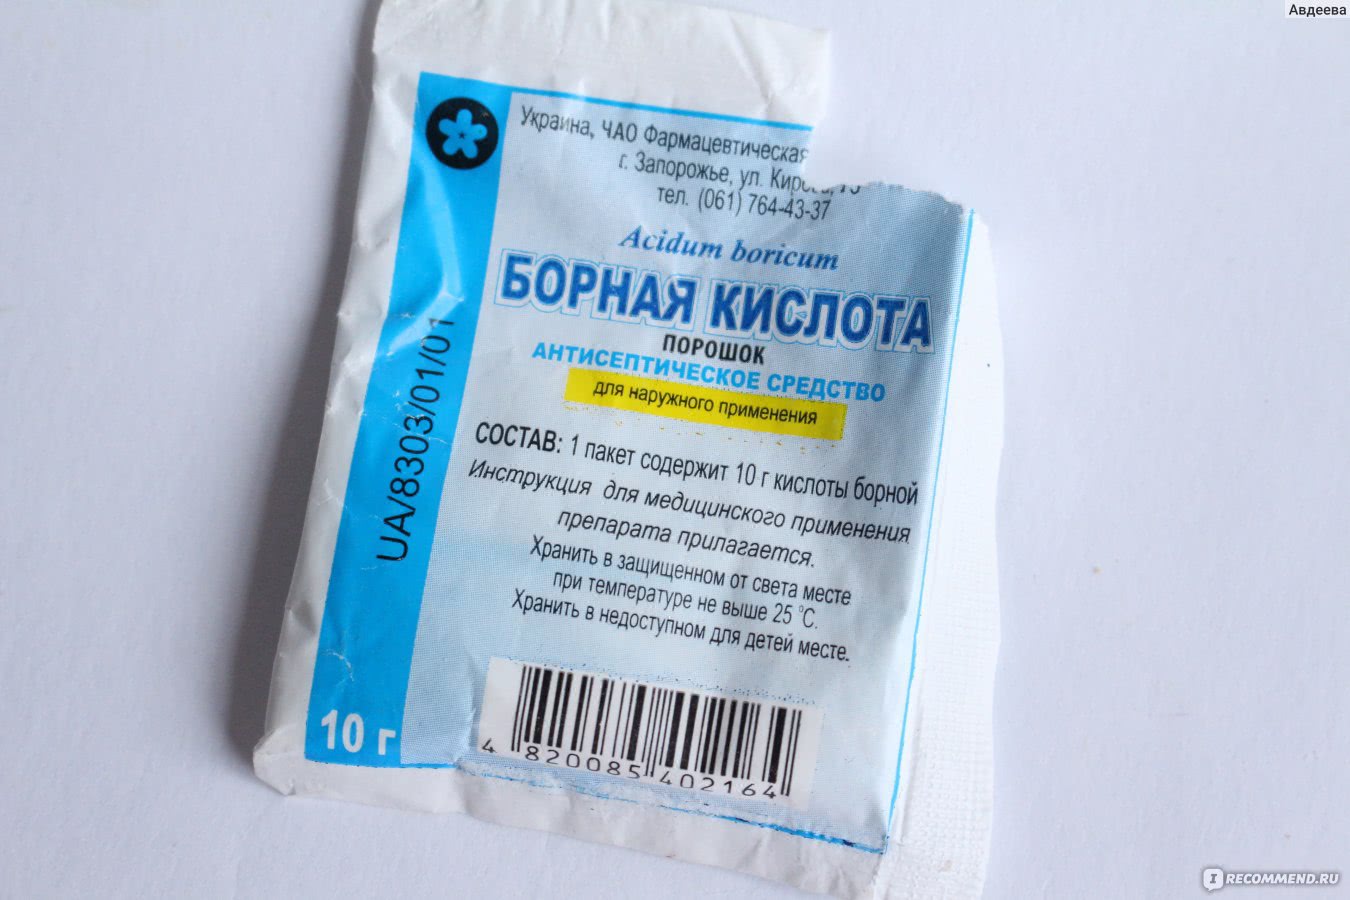 Авдеева
Украина, ЧАО Фармацевтическая
г. Запорожье, ул.
тел. (061) 764-43-37
Acidum boricum
БОРНАЯ КИСЛОТА
ПОРОШОК
АНТИСЕПТИЧЕСКОЕ СРЕДСТВО
для наружного применения
СОСТАВ: 1 пакет содержит 10 г кислоты борной
Инструкция для медицинского применения
препарата прилагается.
Хранить в защищенном от света месте
при температуре не выше 25 °C.
Хранить в недоступном для детей месте.
UA/8303/01/01
10 г
4 820085 402164
IRECOMMEND.RU